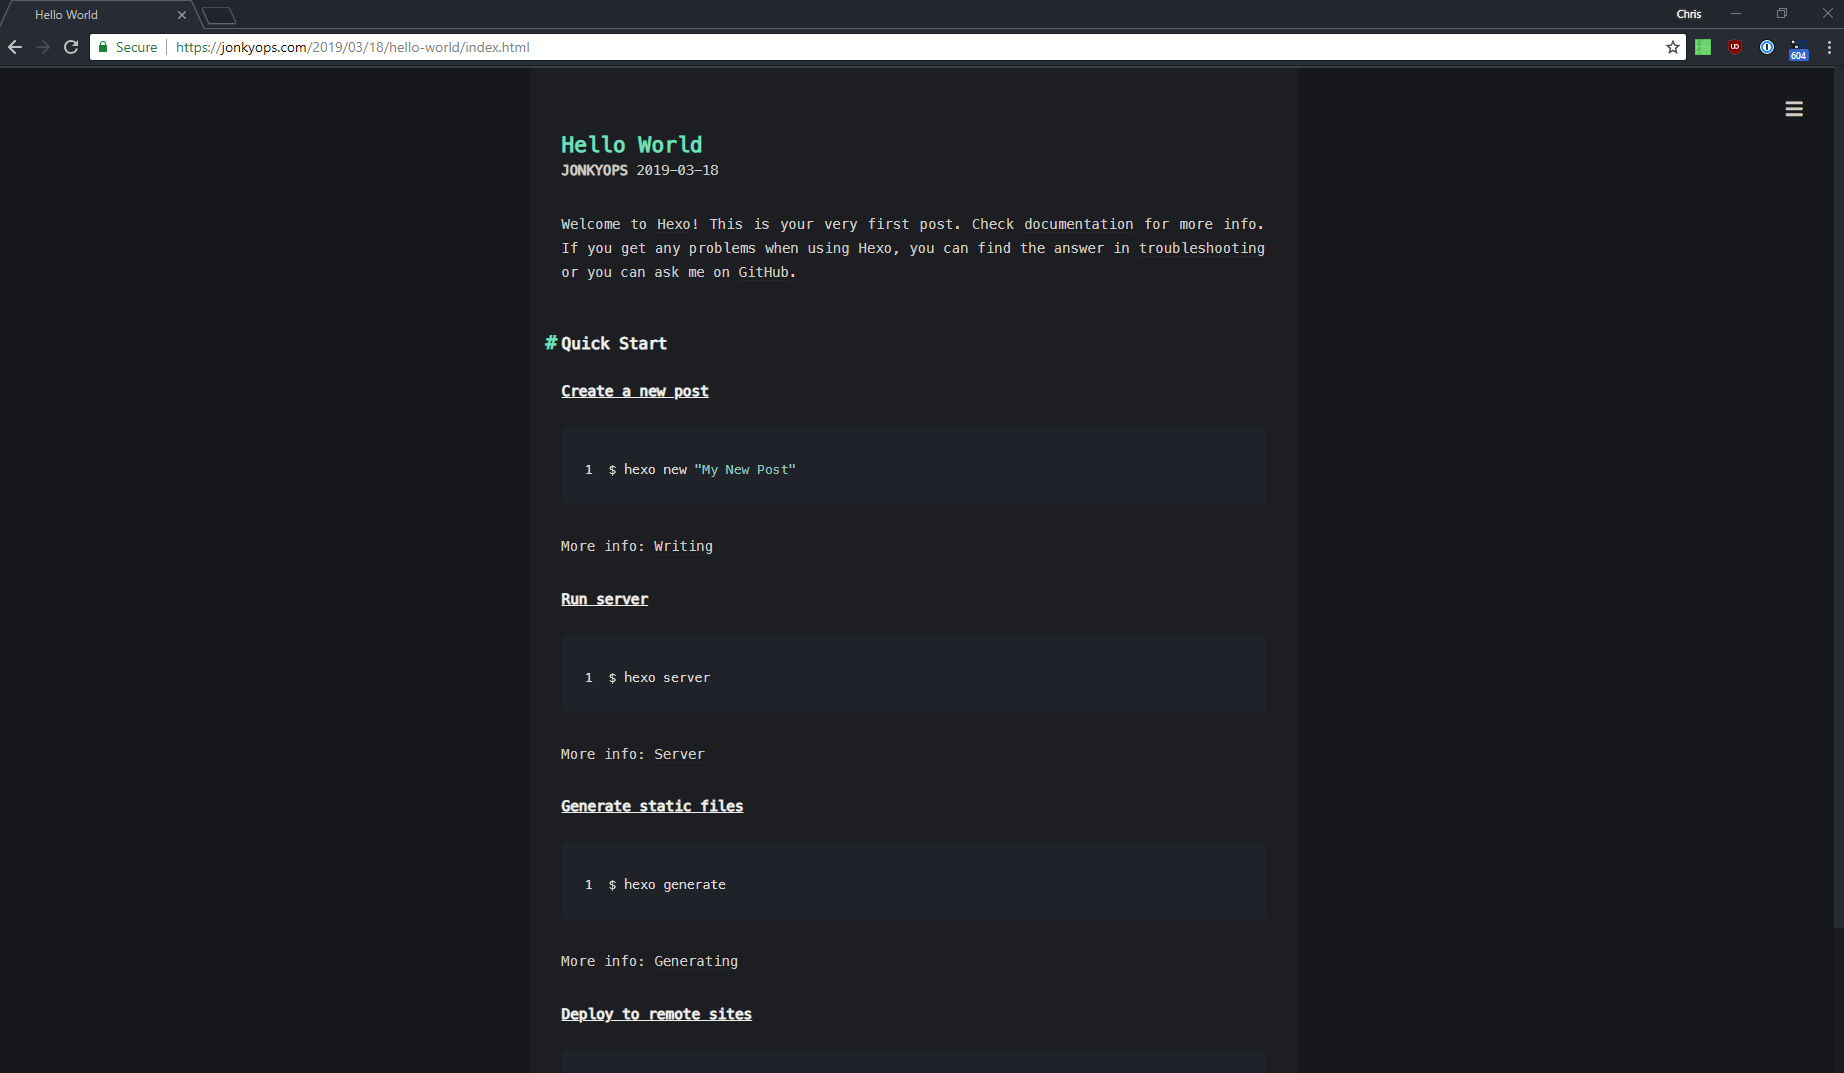 Hello World
Chris
Secure
https://jonkyops.com/2019/03/18/hello-world/index.html
604
Hello World
JONKYOPS 2019-03-18
Welcome to Hexo! This is your very first post. Check documentation for more info.
If you get any problems when using Hexo, you can find the answer in troubleshooting
or you can ask me on GitHub.
#Quick Start
Create a new post
1 $ hexo new "My New Post"
More info: Writing
Run server
1 $ hexo server
More info: Server
Generate static files
1 $ hexo generate
More info: Generating
Deploy to remote sites